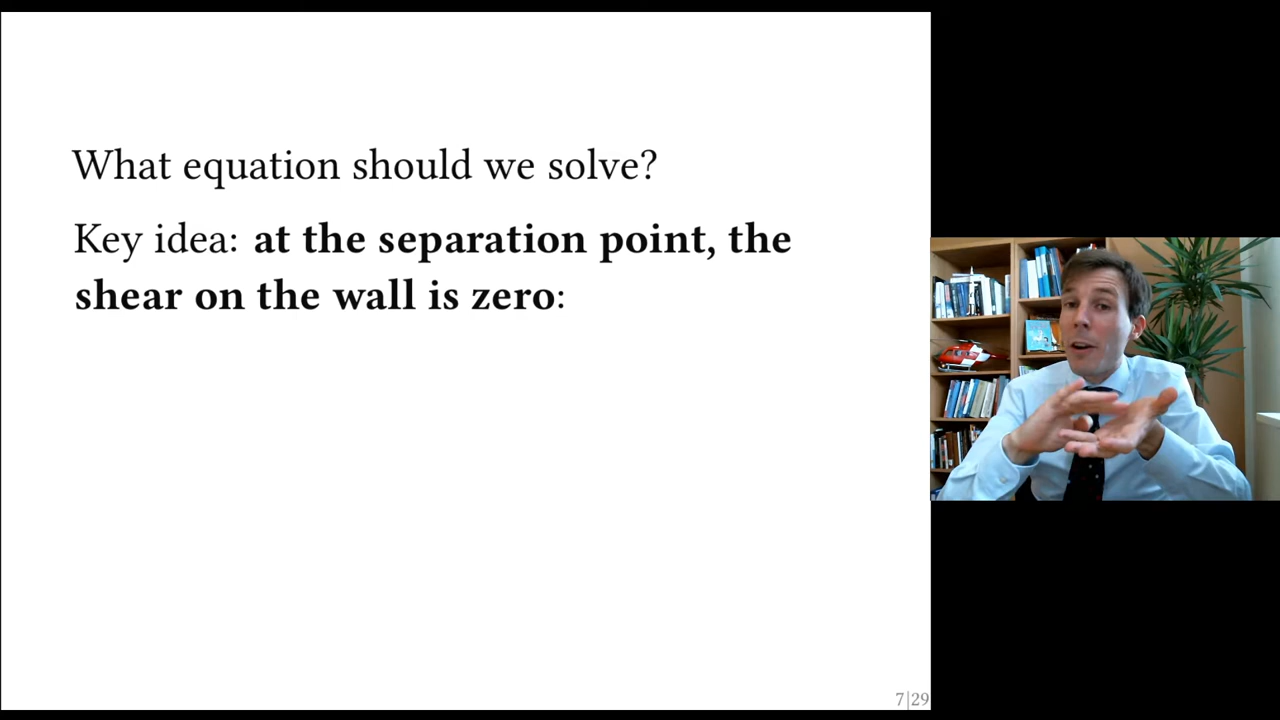 What equation should we solve?
Key idea: at the separation point, the
shear on the wall is zero:
7|29